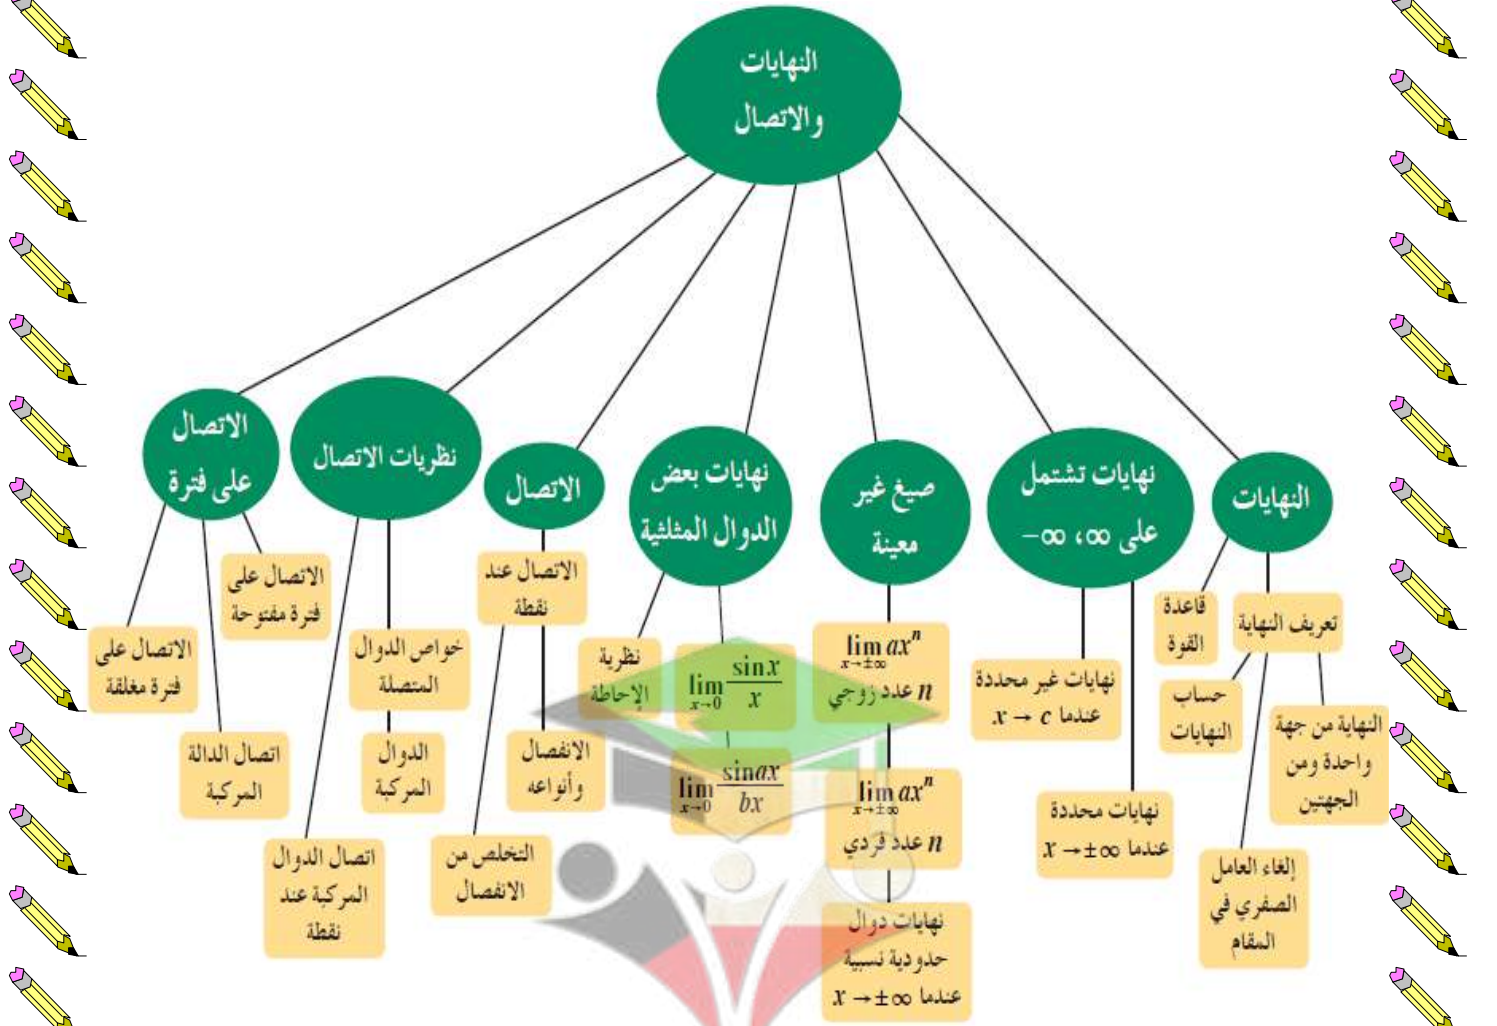 النهايات
والاتصال
النهايات
قاعدة
القوة
تعريف النهاية
حساب
النهايات
النهاية من جهة
واحدة ومن
الجهتين
إلغاء العامل
الصفري في
المقام
نهايات تشتمل
على ∞، ∞−
نهايات غير محددة
عندما x → c
نهايات محددة
عندما x → ±∞
صيغ غير
معينة
lim ax^n
x→±∞
n عدد زوجي
lim ax^n
x→±∞
n عدد فردي
نهايات دوال
حدودية نسبية
عندما x → ±∞
نهايات بعض
الدوال المثلثية
نظرية
الإحاطة
lim sinx/x
x→0
lim sinax/bx
x→0
الاتصال
الاتصال عند
نقطة
الانفصال
وأنواعه
التخلص من
الانفصال
نظريات الاتصال
خواص الدوال
المتصلة
الدوال
المركبة
اتصال الدوال
المركبة عند
نقطة
الاتصال
على فترة
الاتصال على
فترة مفتوحة
الاتصال على
فترة مغلقة
اتصال الدالة
المركبة